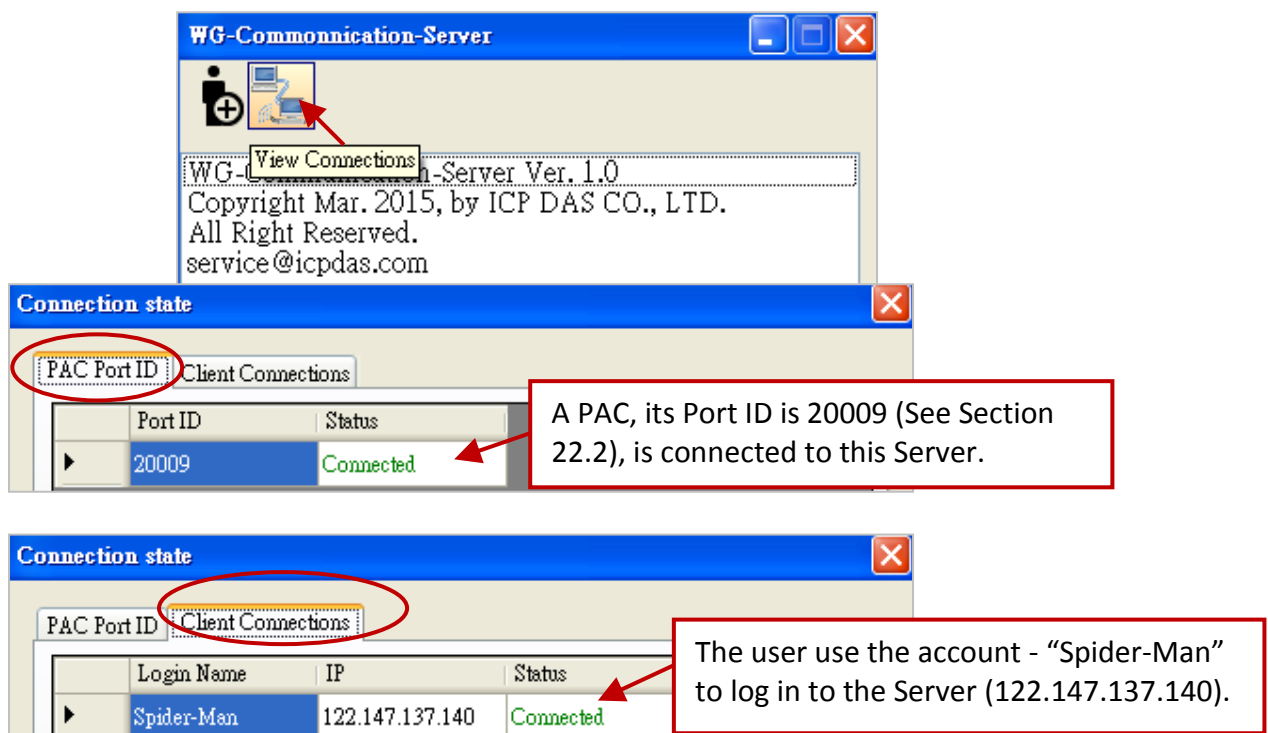 WG-Commonnication-Server
View Connections
WG-Communication-Server Ver. 1.0
Copyright Mar. 2015, by ICP DAS CO., LTD.
All Right Reserved.
service@icpdas.com
Connection state
PAC Port ID Client Connections
Port ID Status
20009 Connected
A PAC, its Port ID is 20009 (See Section
22.2), is connected to this Server.
Connection state
PAC Port ID Client Connections
Login Name IP Status
Spider-Man 122.147.137.140 Connected
The user use the account - “Spider-Man”
to log in to the Server (122.147.137.140).